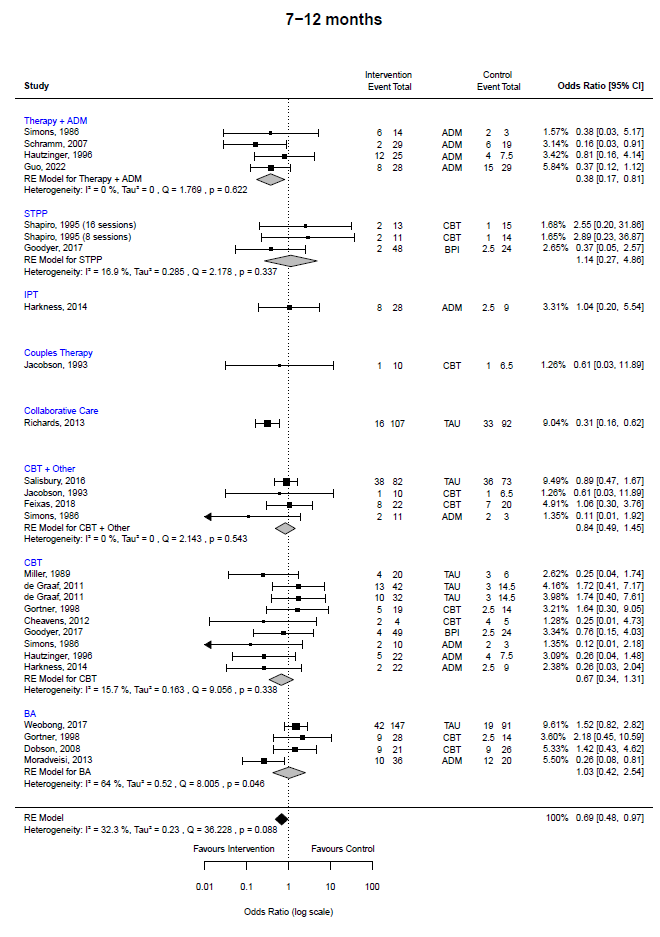 7−12 months
Intervention Control
Study Event Total Event Total Odds Ratio [95% CI]
Therapy + ADM
Simons, 1986 6 14 ADM 2 3 1.57% 0.38 [0.03, 5.17]
Schramm, 2007 2 29 ADM 6 19 3.14% 0.16 [0.03, 0.91]
Hautzinger, 1996 12 25 ADM 4 7.5 3.42% 0.81 [0.16, 4.14]
Guo, 2022 8 28 ADM 15 29 5.84% 0.37 [0.12, 1.12]
RE Model for Therapy + ADM 0.38 [0.17, 0.81]
Heterogeneity: I² = 0 %, Tau² = 0 , Q = 1.769 , p = 0.622
STPP
Shapiro, 1995 (16 sessions) 2 13 CBT 1 15 1.68% 2.55 [0.20, 31.86]
Shapiro, 1995 (8 sessions) 2 11 CBT 1 14 1.65% 2.89 [0.23, 36.87]
Goodyer, 2017 2 48 BPI 2.5 24 2.65% 0.37 [0.05, 2.57]
RE Model for STPP 1.14 [0.27, 4.86]
Heterogeneity: I² = 16.9 %, Tau² = 0.285 , Q = 2.178 , p = 0.337
IPT
Harkness, 2014 8 28 ADM 2.5 9 3.31% 1.04 [0.20, 5.54]
Couples Therapy
Jacobson, 1993 1 10 CBT 1 6.5 1.26% 0.61 [0.03, 11.89]
Collaborative Care
Richards, 2013 16 107 TAU 33 92 9.04% 0.31 [0.16, 0.62]
CBT + Other
Salisbury, 2016 38 82 TAU 36 73 9.49% 0.89 [0.47, 1.67]
Jacobson, 1993 1 10 CBT 1 6.5 1.26% 0.61 [0.03, 11.89]
Feixas, 2018 8 22 CBT 7 20 4.91% 1.06 [0.30, 3.76]
Simons, 1986 2 11 ADM 2 3 1.35% 0.11 [0.01, 1.92]
RE Model for CBT + Other 0.84 [0.49, 1.45]
Heterogeneity: I² = 0 %, Tau² = 0 , Q = 2.143 , p = 0.543
CBT
Miller, 1989 4 20 TAU 3 6 2.62% 0.25 [0.04, 1.74]
de Graaf, 2011 13 42 TAU 3 14.5 4.16% 1.72 [0.41, 7.17]
de Graaf, 2011 10 32 TAU 3 14.5 3.98% 1.74 [0.40, 7.61]
Gortner, 1998 5 19 CBT 2.5 14 3.21% 1.64 [0.30, 9.05]
Cheavens, 2012 2 4 CBT 4 5 1.28% 0.25 [0.01, 4.73]
Goodyer, 2017 4 49 BPI 2.5 24 3.34% 0.76 [0.15, 4.03]
Simons, 1986 2 10 ADM 2 3 1.35% 0.12 [0.01, 2.18]
Hautzinger, 1996 5 22 ADM 4 7.5 3.09% 0.26 [0.04, 1.48]
Harkness, 2014 2 22 ADM 2.5 9 2.38% 0.26 [0.03, 2.04]
RE Model for CBT 0.67 [0.34, 1.31]
Heterogeneity: I² = 15.7 %, Tau² = 0.163 , Q = 9.056 , p = 0.338
BA
Weobong, 2017 42 147 TAU 19 91 9.61% 1.52 [0.82, 2.82]
Gortner, 1998 9 28 CBT 2.5 14 3.60% 2.18 [0.45, 10.59]
Dobson, 2008 9 21 CBT 9 26 5.33% 1.42 [0.43, 4.62]
Moradveisi, 2013 10 36 ADM 12 20 5.50% 0.26 [0.08, 0.81]
RE Model for BA 1.03 [0.42, 2.54]
Heterogeneity: I² = 64 %, Tau² = 0.52 , Q = 8.005 , p = 0.046
RE Model 100% 0.69 [0.48, 0.97]
Heterogeneity: I² = 32.3 %, Tau² = 0.23 , Q = 36.228 , p = 0.088
Favours Intervention Favours Control
0.01 0.1 1 10 100
Odds Ratio (log scale)